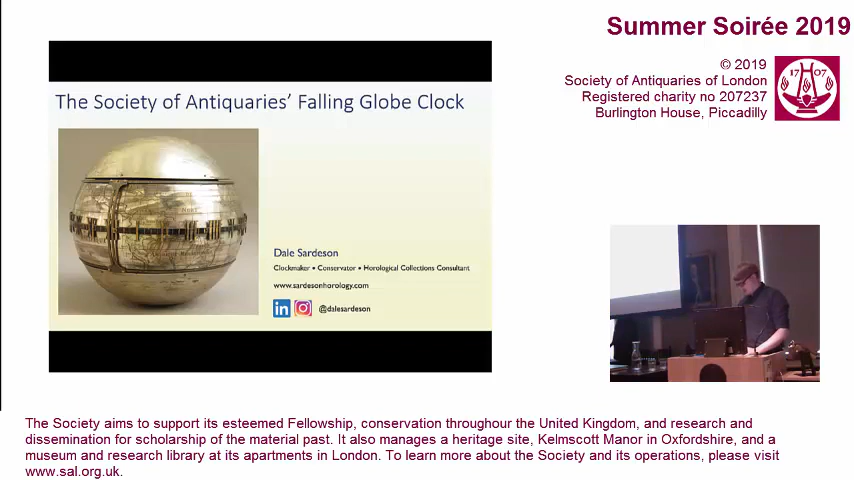 Summer Soirée 2019
© 2019
Society of Antiquaries of London
Registered charity no 207237
Burlington House, Piccadilly
17 07
The Society of Antiquaries' Falling Globe Clock
Dale Sardeson
Clockmaker • Conservator • Horological Collections Consultant
www.sardesonhorology.com
in @dalesardeson
The Society aims to support its esteemed Fellowship, conservation throughour the United Kingdom, and research and
dissemination for scholarship of the material past. It also manages a heritage site, Kelmscott Manor in Oxfordshire, and a
museum and research library at its apartments in London. To learn more about the Society and its operations, please visit
www.sal.org.uk.